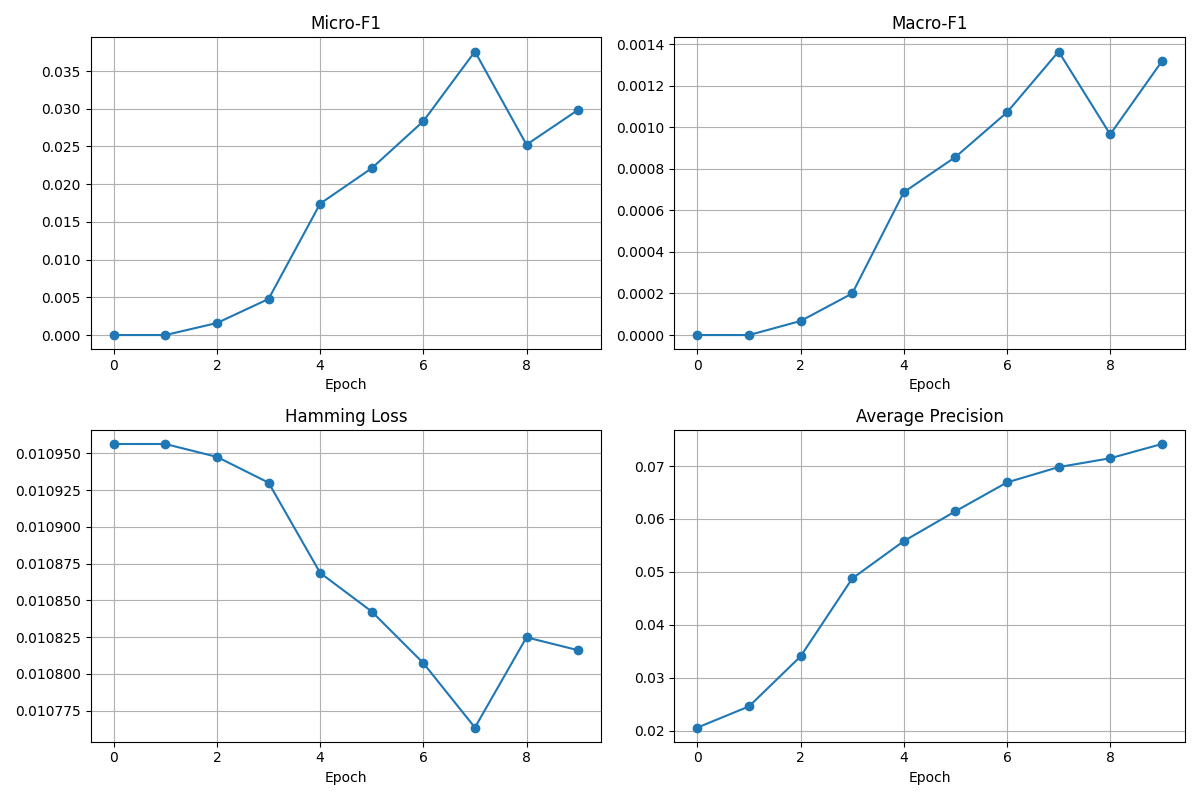 Micro-F1
0.035
0.030
0.025
0.020
0.015
0.010
0.005
0.000
0 2 4 6 8
Epoch
Macro-F1
0.0014
0.0012
0.0010
0.0008
0.0006
0.0004
0.0002
0.0000
0 2 4 6 8
Epoch
Hamming Loss
0.010950
0.010925
0.010900
0.010875
0.010850
0.010825
0.010800
0.010775
0 2 4 6 8
Epoch
Average Precision
0.07
0.06
0.05
0.04
0.03
0.02
0 2 4 6 8
Epoch